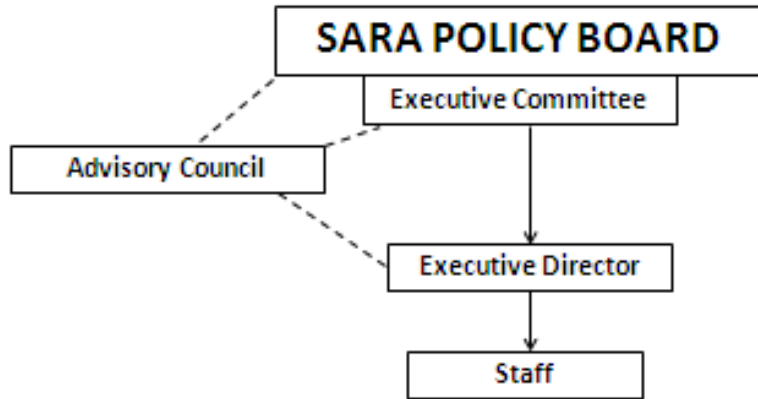 SARA POLICY BOARD
Executive Committee
Advisory Council
Executive Director
Staff